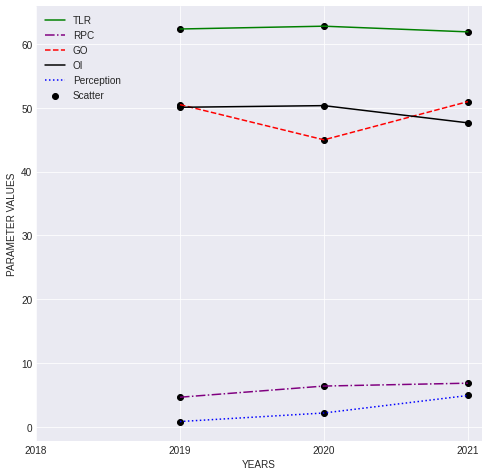 TLR
RPC
GO
OI
Perception
Scatter
PARAMETER VALUES
60
50
40
30
20
10
0
2018 2019 2020 2021
YEARS